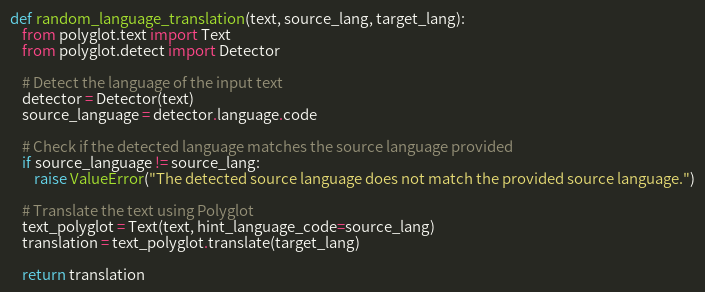 def random_language_translation(text, source_lang, target_lang):
    from polyglot.text import Text
    from polyglot.detect import Detector

    # Detect the language of the input text
    detector = Detector(text)
    source_language = detector.language.code

    # Check if the detected language matches the source language provided
    if source_language != source_lang:
        raise ValueError("The detected source language does not match the provided source language.")

    # Translate the text using Polyglot
    text_polyglot = Text(text, hint_language_code=source_lang)
    translation = text_polyglot.translate(target_lang)

    return translation